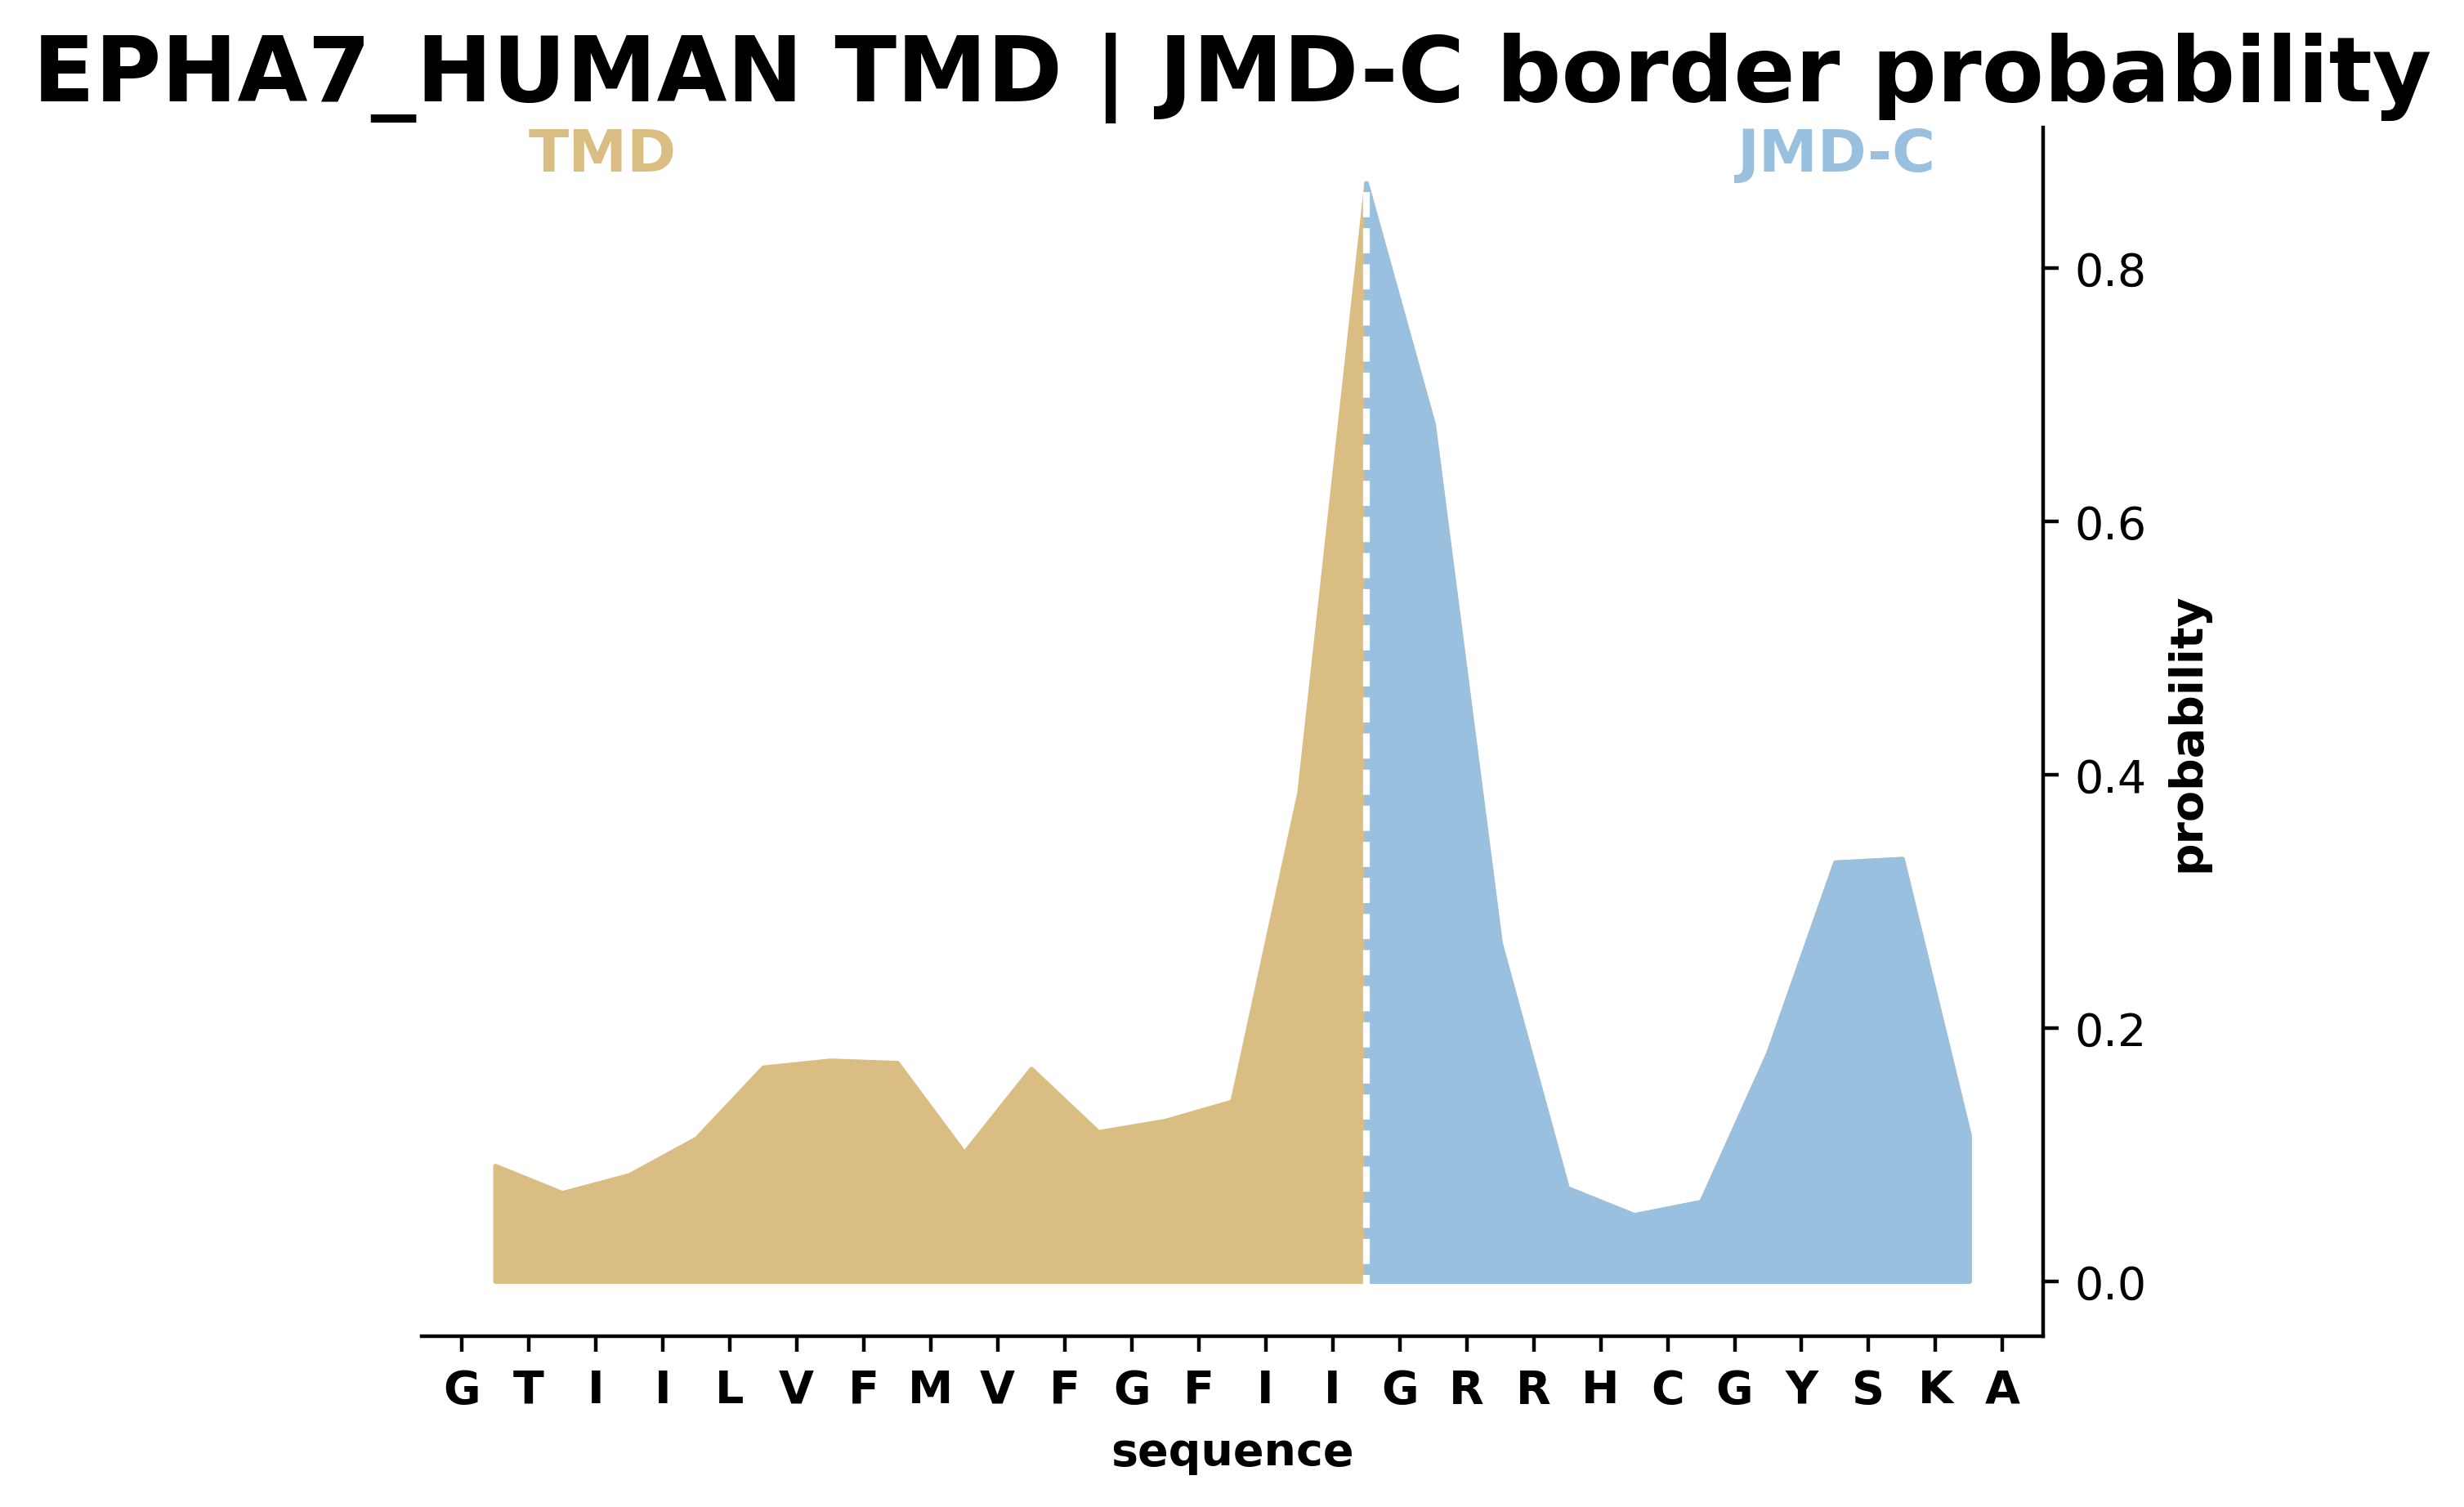 EPHA7_HUMAN TMD | JMD-C border probability
TMD JMD-C
0.8
0.6
0.4
0.2
0.0
probability
G T I I L V F M V F G F I I G R R H C G Y S K A
sequence